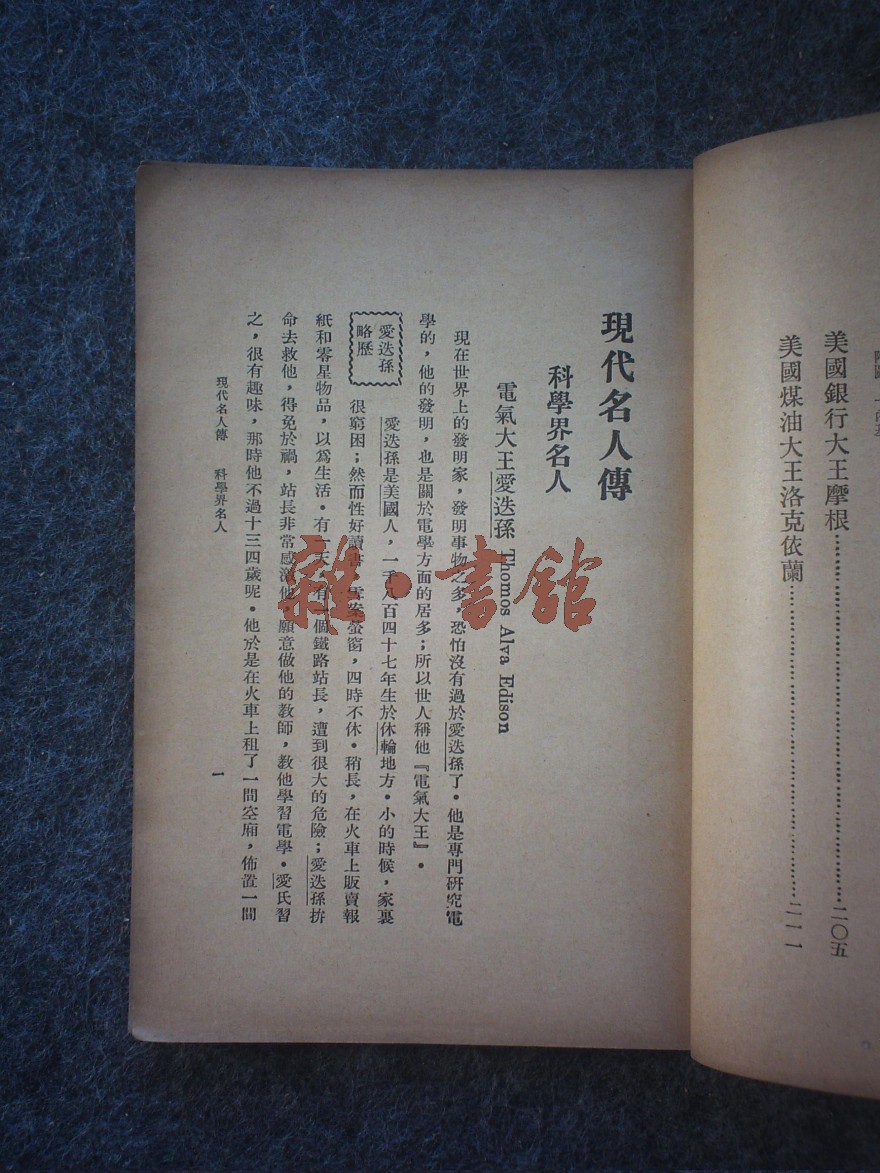 美國銀行大王摩根……二〇五
美國煤油大王洛克依蘭……二一一
現代名人傳
科學界名人
電氣大王愛迭孫 Thomos Alva Edison
現在世界上的發明家，發明事物之多，恐怕沒有過於愛迭孫了。他是專門研究電
學的，他的發明，也是關於電學方面的居多；所以世人稱他『電氣大王』。
愛迭孫
略歷
愛迭孫是美國人，一千八百四十七年生於休輪地方。小的時候，家裏
很窮困；然而性好讀書，雪案螢窗，四時不休。稍長，在火車上販賣報
紙和零星物品，以爲生活。有一天，有一個鐵路站長，遭到很大的危險；愛迭孫拚
命去救他，得免於禍，站長非常感激他，願意做他的教師，教他學習電學。愛氏習
之，很有趣味，那時他不過十三四歲呢。他於是在火車上租了一間空廂，佈置一間
現代名人傳 科學界名人
一
雜·書館